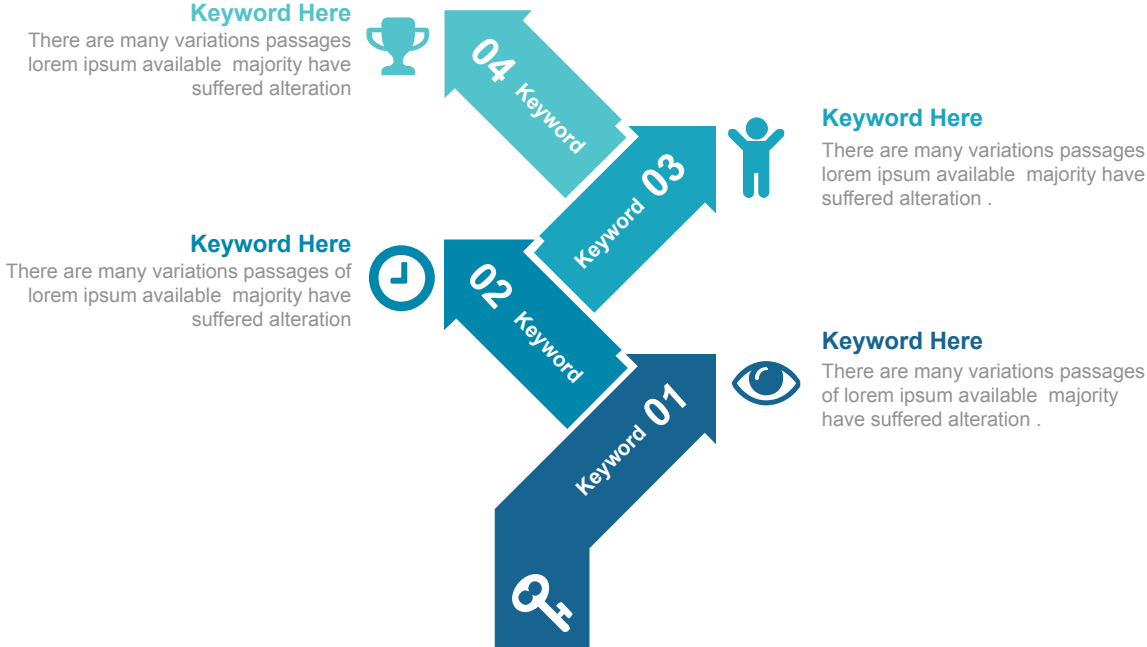 Keyword Here
There are many variations passages
lorem ipsum available  majority have
suffered alteration
04 Keyword
Keyword 03
Keyword Here
There are many variations passages
lorem ipsum available  majority have
suffered alteration .
Keyword Here
There are many variations passages of
lorem ipsum available  majority have
suffered alteration
02 Keyword
Keyword 01
Keyword Here
There are many variations passages
of lorem ipsum available  majority
have suffered alteration .